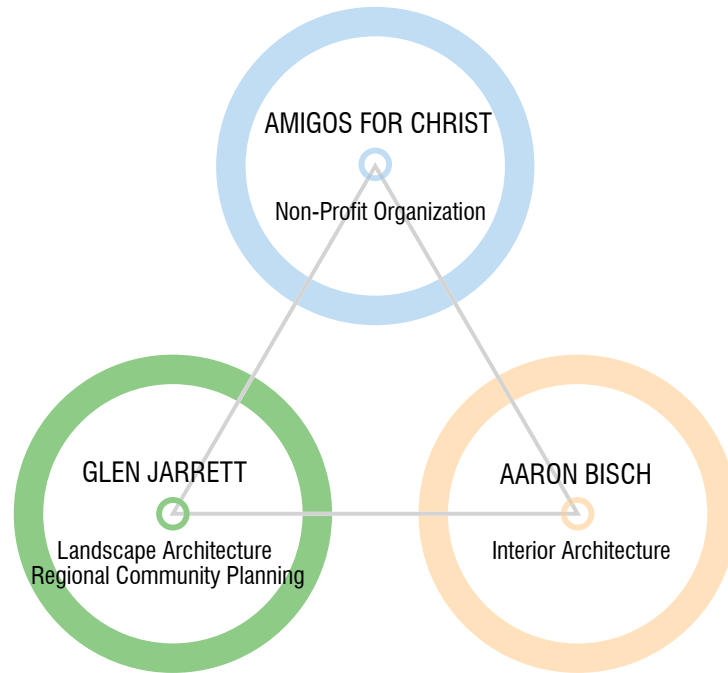 AMIGOS FOR CHRIST
Non-Profit Organization
GLEN JARRETT
Landscape Architecture
Regional Community Planning
AARON BISCH
Interior Architecture